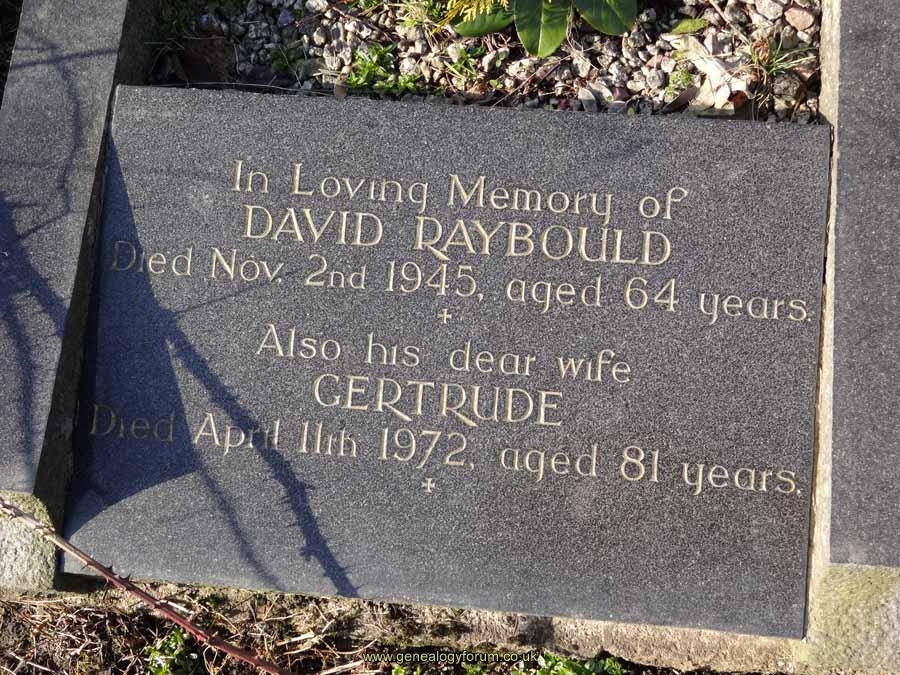 In Loving Memory of
DAVID RAYBOULD
Died Nov. 2nd 1945, aged 64 years.
Also his dear wife
GERTRUDE
Died April 11th 1972, aged 81 years.
www.genealogyforum.co.uk